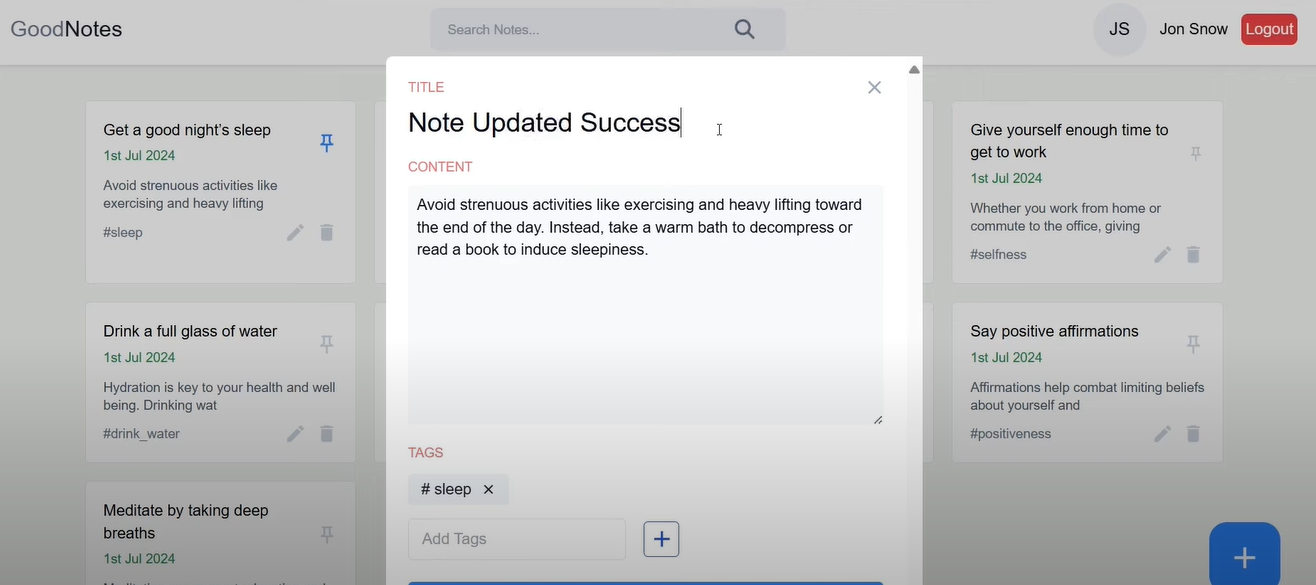 GoodNotes
Search Notes...
JS
Jon Snow
Logout
TITLE
Note Updated Success
CONTENT
Avoid strenuous activities like exercising and heavy lifting toward
the end of the day. Instead, take a warm bath to decompress or
read a book to induce sleepiness.
TAGS
# sleep
Add Tags
Get a good night's sleep
1st Jul 2024
Avoid strenuous activities like
exercising and heavy lifting
#sleep
Give yourself enough time to
get to work
1st Jul 2024
Whether you work from home or
commute to the office, giving
#selfness
Drink a full glass of water
1st Jul 2024
Hydration is key to your health and well
being. Drinking wat
#drink_water
Say positive affirmations
1st Jul 2024
Affirmations help combat limiting beliefs
about yourself and
#positiveness
Meditate by taking deep
breaths
1st Jul 2024